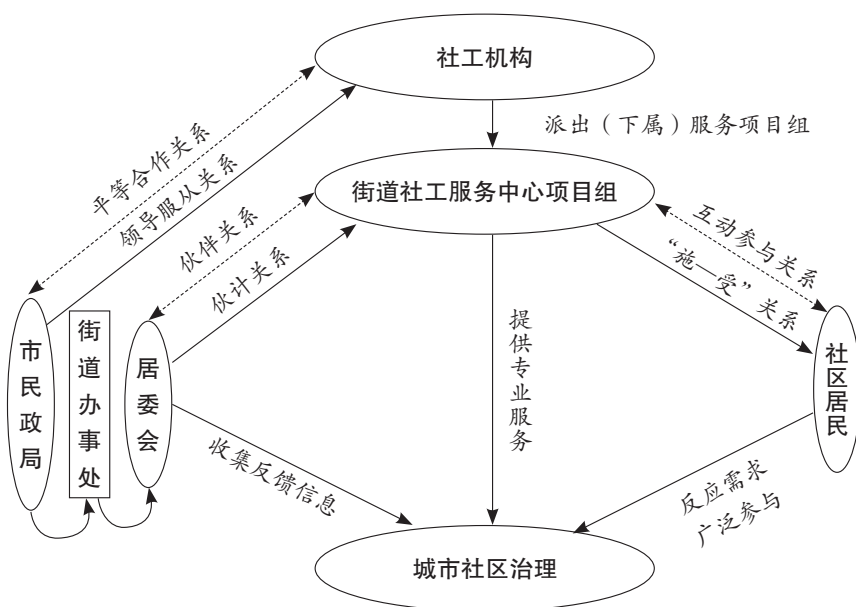 社工机构
派出（下属）服务项目组
平等合作关系
领导服从关系
街道社工服务中心项目组
伙伴关系
伙计关系
互动参与关系
“施—受”关系
市民政局
街道办事处
居委会
提供专业服务
社区居民
收集反馈信息
反应需求
广泛参与
城市社区治理